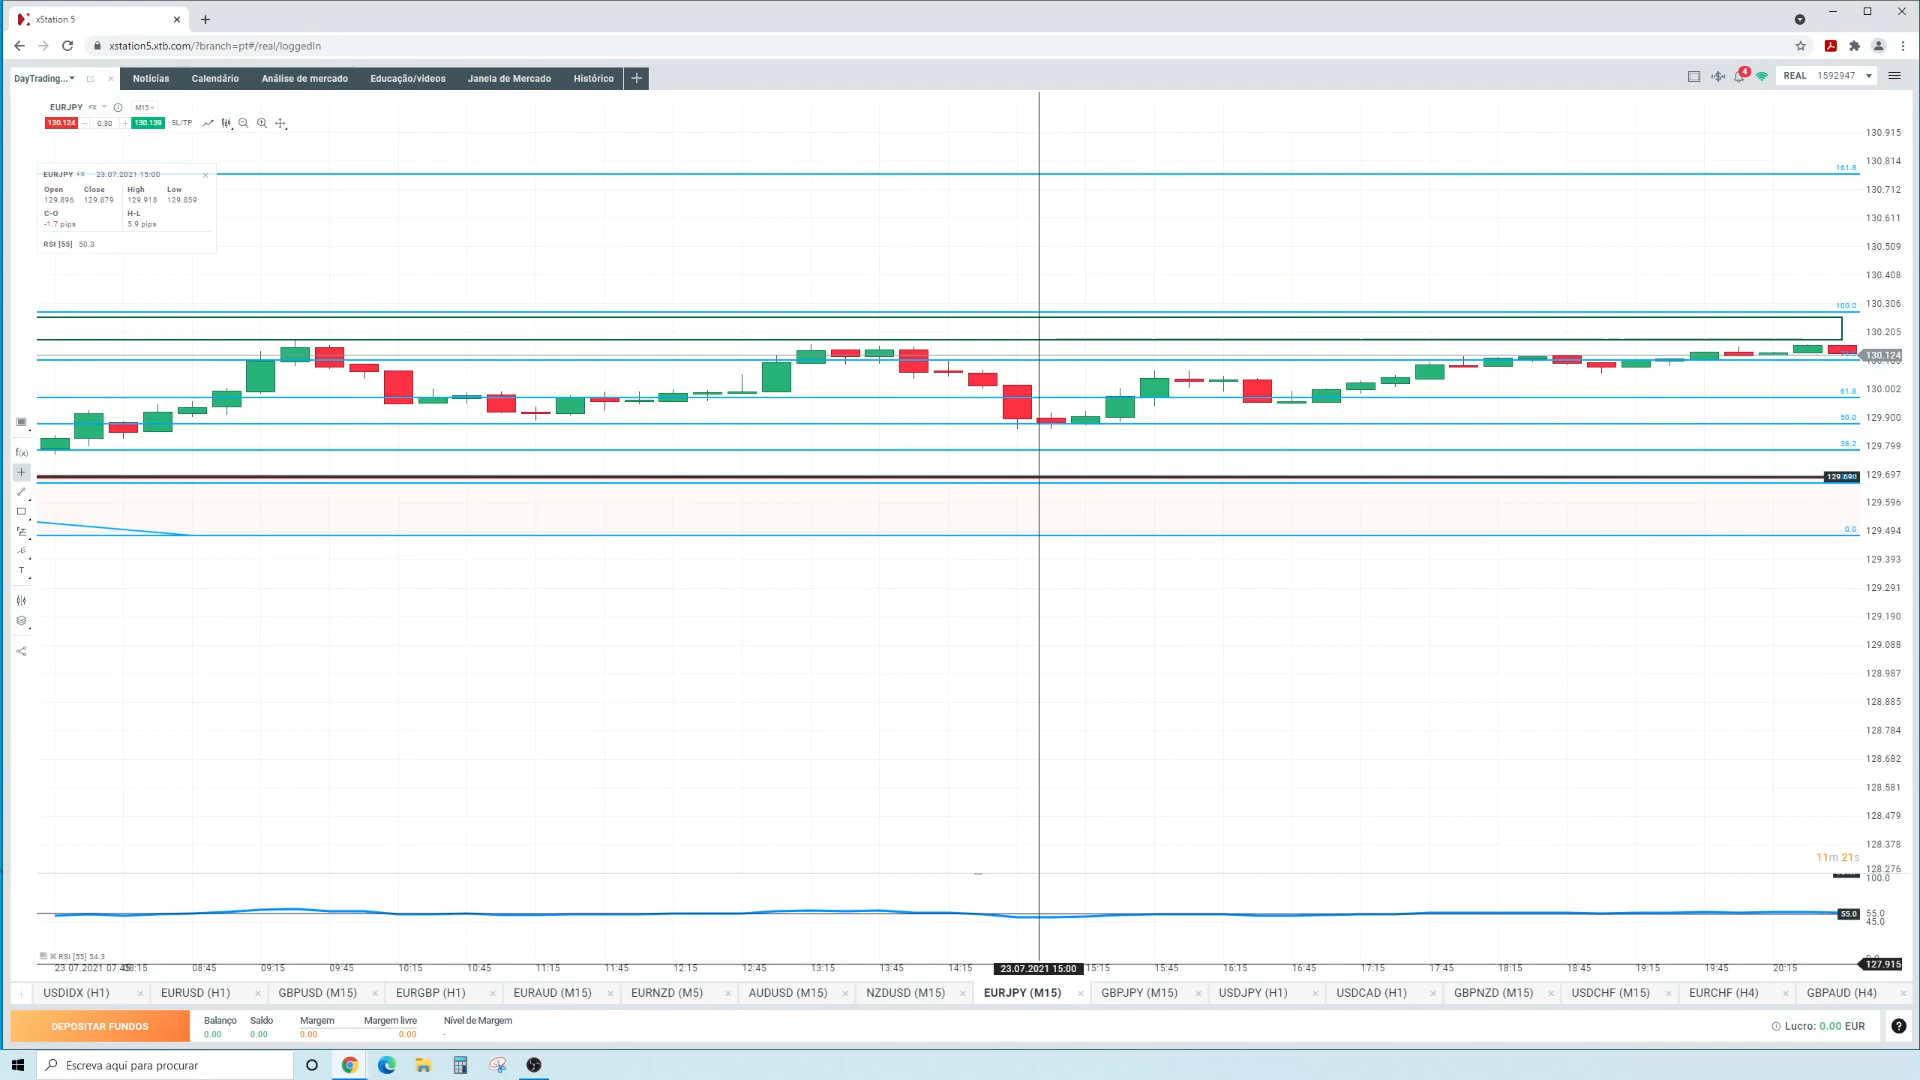 xStation 5
xstation5.xtb.com/?branch=pt#/real/loggedIn
DayTrading... Notícias Calendário Análise de mercado Educação/videos Janela de Mercado Histórico 4 REAL 1592947
EURJPY FX M15
130.124 0.30 130.139 SL/TP
130.915
130.814
161.8
EURJPY FX 23.07.2021 15:00
Open Close High Low
129.896 129.879 129.918 129.859
C-O H-L
-1.7 pips 5.9 pips
RSI [55] 50.3
130.712
130.611
130.509
130.408
100.0 130.306
130.205
130.124
61.8 130.002
50.0 129.900
38.2 129.799
129.690 129.697
129.596
0.0 129.494
129.393
129.291
129.190
129.088
128.987
128.885
128.784
128.682
128.581
128.479
128.378
11m 21s
128.276
100.0
55.0 55.0
45.0
f(x)
T
RSI [55] 54.3
127.915
08:45 09:15 09:45 10:15 10:45 11:15 11:45 12:15 12:45 13:15 13:45 14:15 23.07.2021 15:00 15:15 15:45 16:15 16:45 17:15 17:45 18:15 18:45 19:15 19:45 20:15
USDIDX (H1) EURUSD (H1) GBPUSD (M15) EURGBP (H1) EURAUD (M15) EURNZD (M5) AUDUSD (M15) NZDUSD (M15) EURJPY (M15) GBPJPY (M15) USDJPY (H1) USDCAD (H1) GBPNZD (M15) USDCHF (M15) EURCHF (H4) GBPAUD (H4)
DEPOSITAR FUNDOS
Balanço Saldo Margem Margem livre Nível de Margem
0.00 0.00 0.00 0.00 -
Lucro: 0.00 EUR
Escreva aqui para procurar